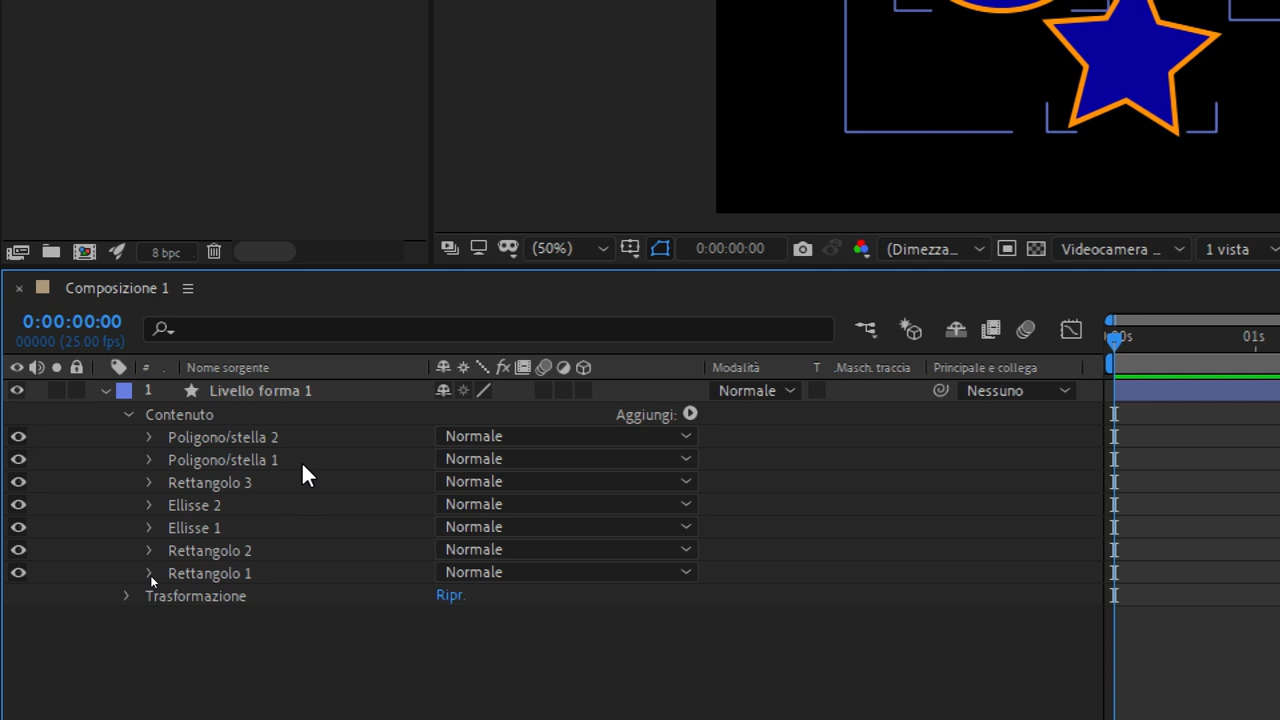 8 bpc (50%) 0:00:00:00 (Dimezza... Videocamera ... 1 vista
× Composizione 1
0:00:00:00
00000 (25.00 fps)
00s 01s
# . Nome sorgente fx Modalità T .Masch. traccia Principale e collega
1 Livello forma 1 Normale Nessuno
Contenuto Aggiungi:
Poligono/stella 2 Normale
Poligono/stella 1 Normale
Rettangolo 3 Normale
Ellisse 2 Normale
Ellisse 1 Normale
Rettangolo 2 Normale
Rettangolo 1 Normale
Trasformazione Ripr.